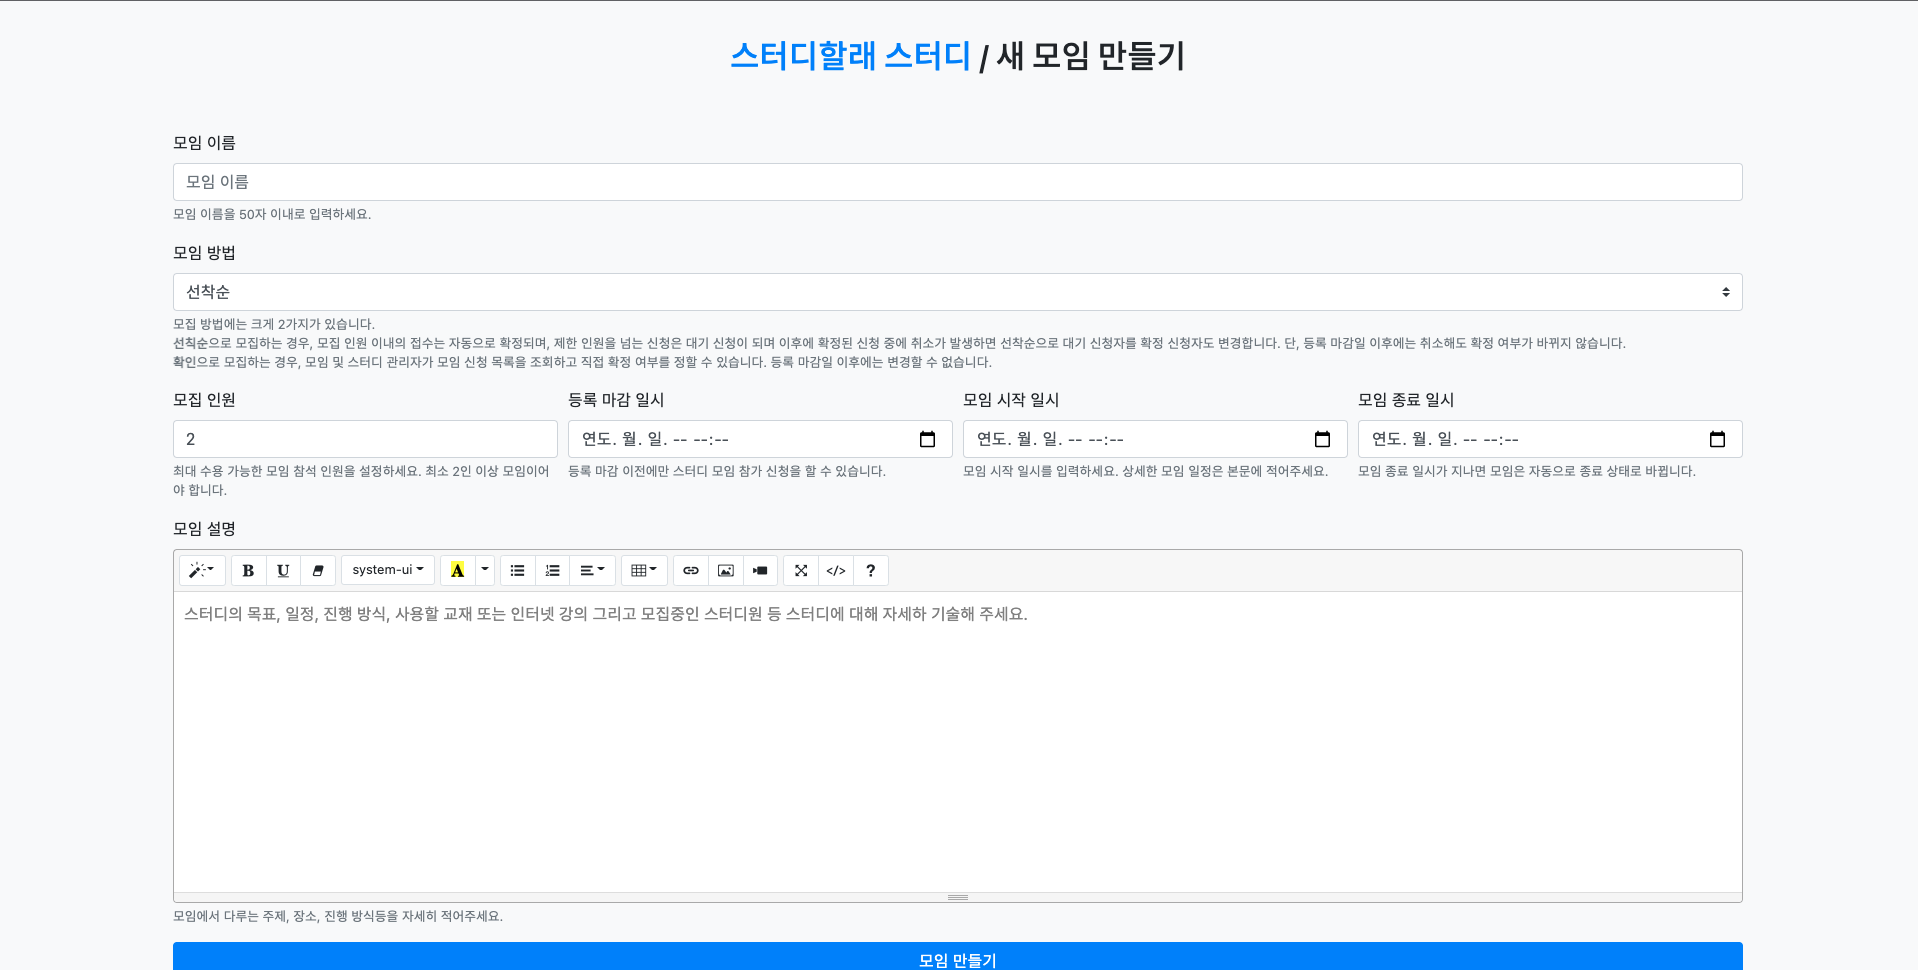 스터디할래 스터디 / 새 모임 만들기
모임 이름
모임 이름
모임 이름을 50자 이내로 입력하세요.
모임 방법
선착순
모집 방법에는 크게 2가지가 있습니다.
선칙순으로 모집하는 경우, 모집 인원 이내의 접수는 자동으로 확정되며, 제한 인원을 넘는 신청은 대기 신청이 되며 이후에 확정된 신청 중에 취소가 발생하면 선착순으로 대기 신청자를 확정 신청자도 변경합니다. 단, 등록 마감일 이후에는 취소해도 확정 여부가 바뀌지 않습니다.
확인으로 모집하는 경우, 모임 및 스터디 관리자가 모임 신청 목록을 조회하고 직접 확정 여부를 정할 수 있습니다. 등록 마감일 이후에는 변경할 수 없습니다.
모집 인원 등록 마감 일시 모임 시작 일시 모임 종료 일시
2 연도. 월. 일. -- --:-- 연도. 월. 일. -- --:-- 연도. 월. 일. -- --:--
최대 수용 가능한 모임 참석 인원을 설정하세요. 최소 2인 이상 모임이어
야 합니다.
등록 마감 이전에만 스터디 모임 참가 신청을 할 수 있습니다.
모임 시작 일시를 입력하세요. 상세한 모임 일정은 본문에 적어주세요.
모임 종료 일시가 지나면 모임은 자동으로 종료 상태로 바뀝니다.
모임 설명
B U system-ui A </> ?
스터디의 목표, 일정, 진행 방식, 사용할 교재 또는 인터넷 강의 그리고 모집중인 스터디원 등 스터디에 대해 자세하 기술해 주세요.
모임에서 다루는 주제, 장소, 진행 방식등을 자세히 적어주세요.
모임 만들기